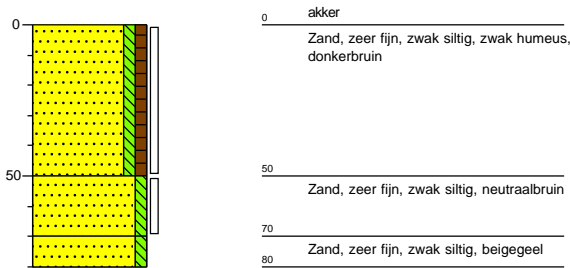 0
50
akker
0
Zand, zeer fijn, zwak siltig, zwak humeus,
donkerbruin
50
Zand, zeer fijn, zwak siltig, neutraalbruin
70
Zand, zeer fijn, zwak siltig, beigegeel
80